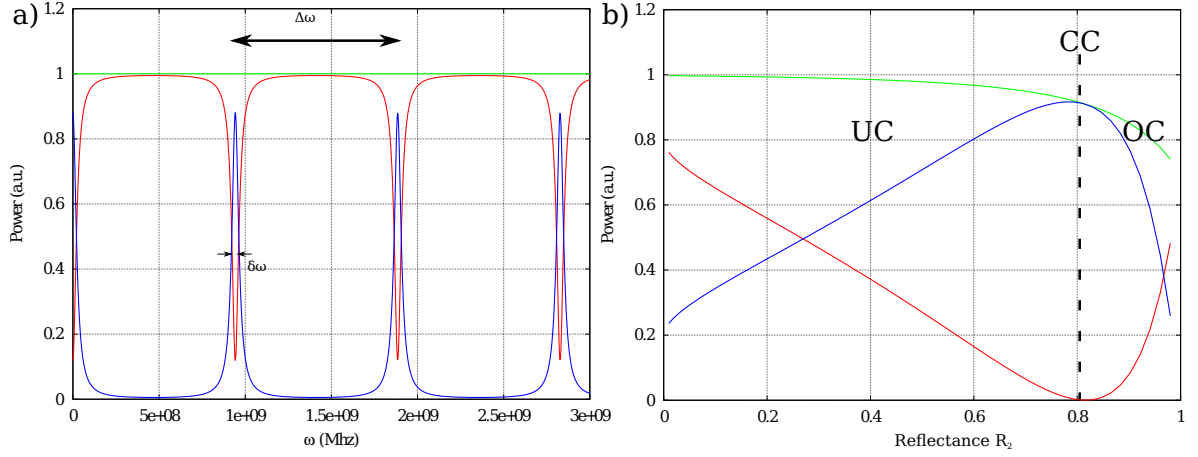 a)
Δω
δω
Power (a.u.)
1.2
1
0.8
0.6
0.4
0.2
0
0
5e+08
1e+09
1.5e+09
2e+09
2.5e+09
3e+09
ω (Mhz)
b)
CC
UC
OC
Power (a.u.)
1.2
1
0.8
0.6
0.4
0.2
0
0
0.2
0.4
0.6
0.8
1
Reflectance R₂